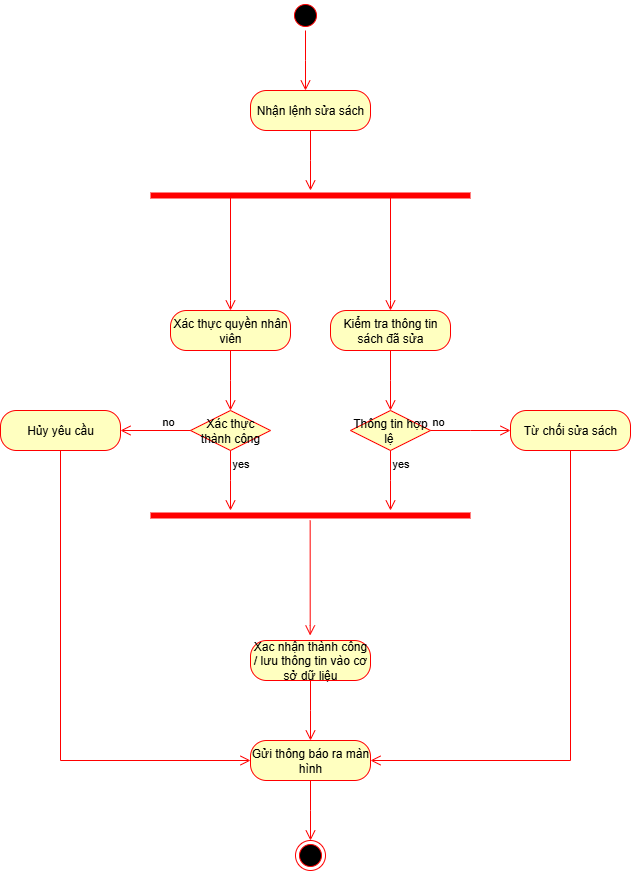 Nhận lệnh sửa sách
Xác thực quyền nhân
viên
Kiểm tra thông tin
sách đã sửa
Hủy yêu cầu
no
Xác thực
thành công
Thông tin hợp
lệ
no
Từ chối sửa sách
yes
yes
Xac nhận thành công
/ lưu thông tin vào cơ
sở dữ liệu
Gửi thông báo ra màn
hình